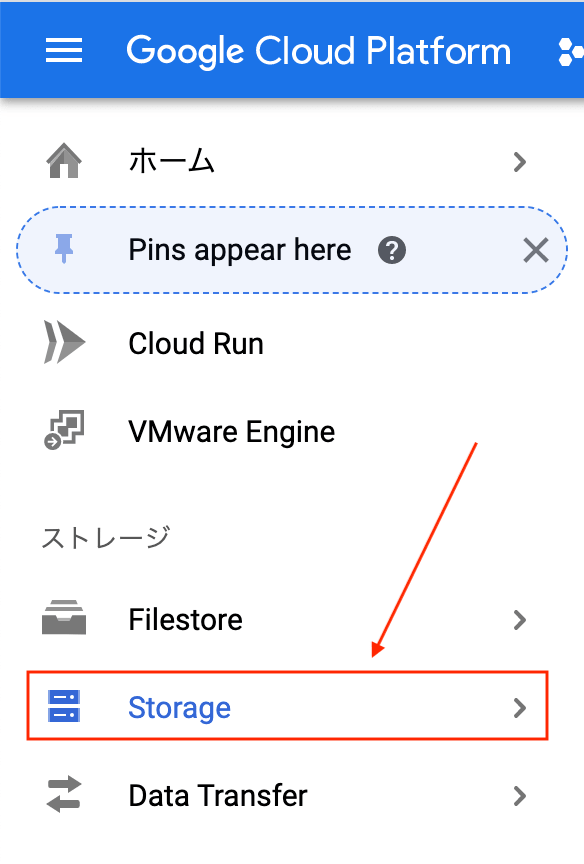 Google Cloud Platform
ホーム
Pins appear here ?
Cloud Run
VMware Engine
ストレージ
Filestore
Storage
Data Transfer